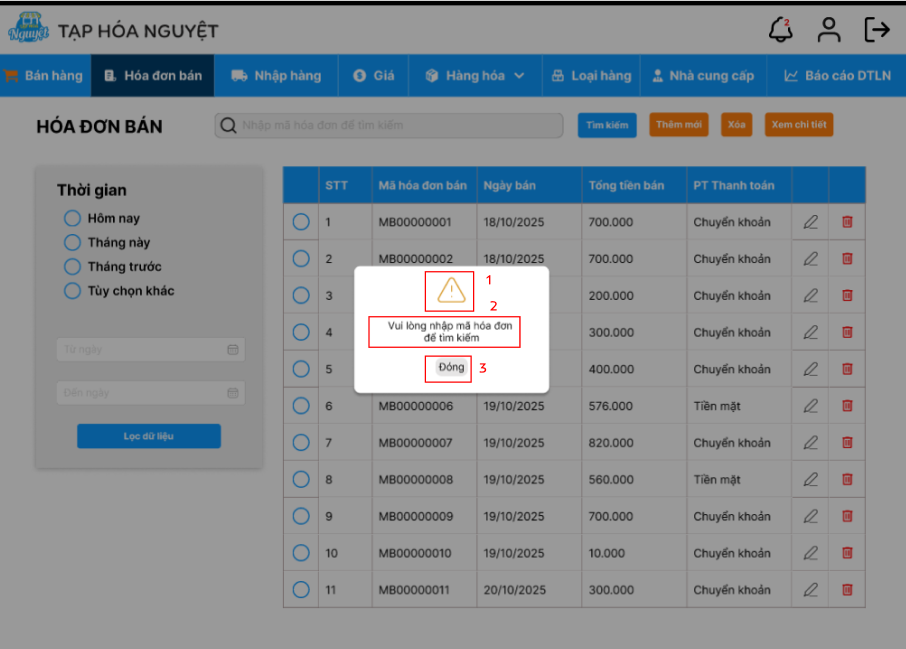 Nguyệt
TẠP HÓA NGUYỆT
2
Bán hàng
Hóa đơn bán
Nhập hàng
Giá
Hàng hóa
Loại hàng
Nhà cung cấp
Báo cáo DTLN
HÓA ĐƠN BÁN
Nhập mã hóa đơn để tìm kiếm
Tìm kiếm
Thêm mới
Xóa
Xem chi tiết
Thời gian
Hôm nay
Tháng này
Tháng trước
Tùy chọn khác
Từ ngày
Đến ngày
Lọc dữ liệu
STT Mã hóa đơn bán Ngày bán Tổng tiền bán PT Thanh toán
1 MB00000001 18/10/2025 700.000 Chuyển khoản
2 MB00000002 18/10/2025 700.000 Chuyển khoản
3 200.000 Chuyển khoản
4 300.000 Chuyển khoản
5 400.000 Chuyển khoản
6 MB00000006 19/10/2025 576.000 Tiền mặt
7 MB00000007 19/10/2025 820.000 Chuyển khoản
8 MB00000008 19/10/2025 560.000 Tiền mặt
9 MB00000009 19/10/2025 700.000 Chuyển khoản
10 MB00000010 19/10/2025 10.000 Chuyển khoản
11 MB00000011 20/10/2025 300.000 Chuyển khoản
1
2
Vui lòng nhập mã hóa đơn
để tìm kiếm
Đóng
3